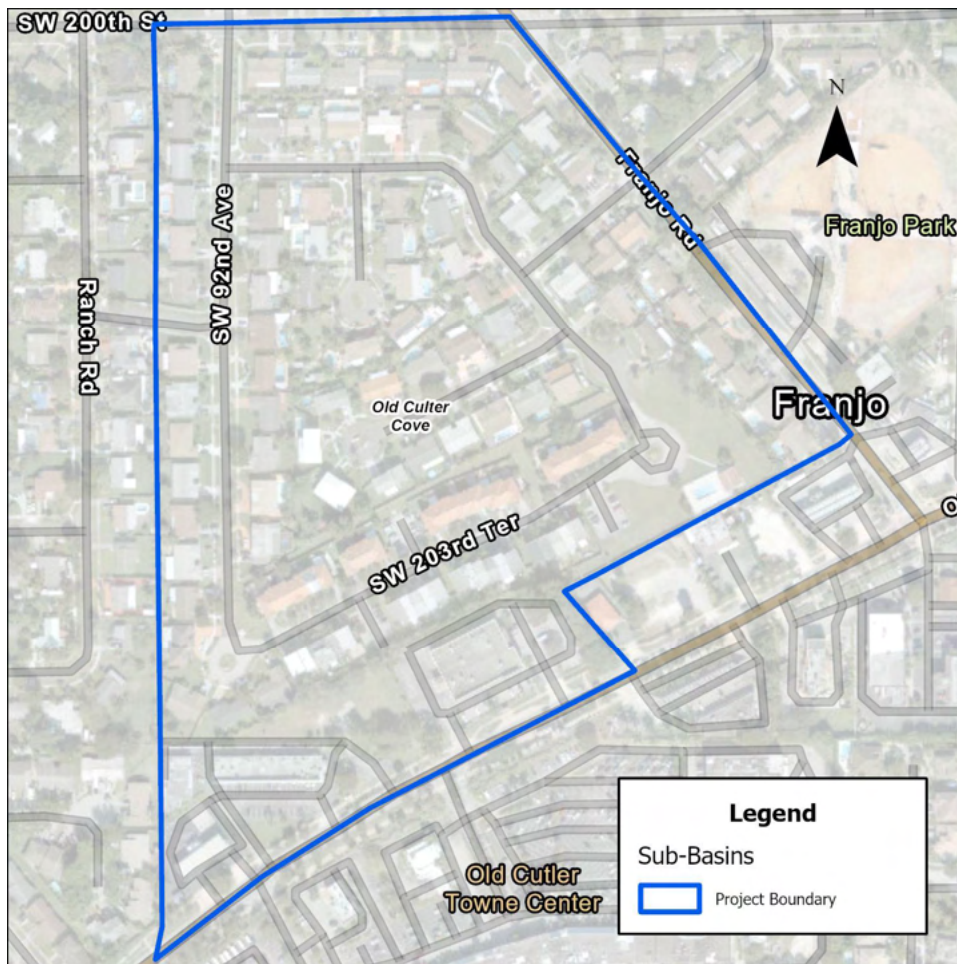 SW 200th St
N
Franjo Rd
Franjo Park
SW 92nd Ave
Ranch Rd
Franjo
Old Culter
Cove
O
SW 203rd Ter
Old Cutler
Towne Center
Legend
Sub-Basins
Project Boundary